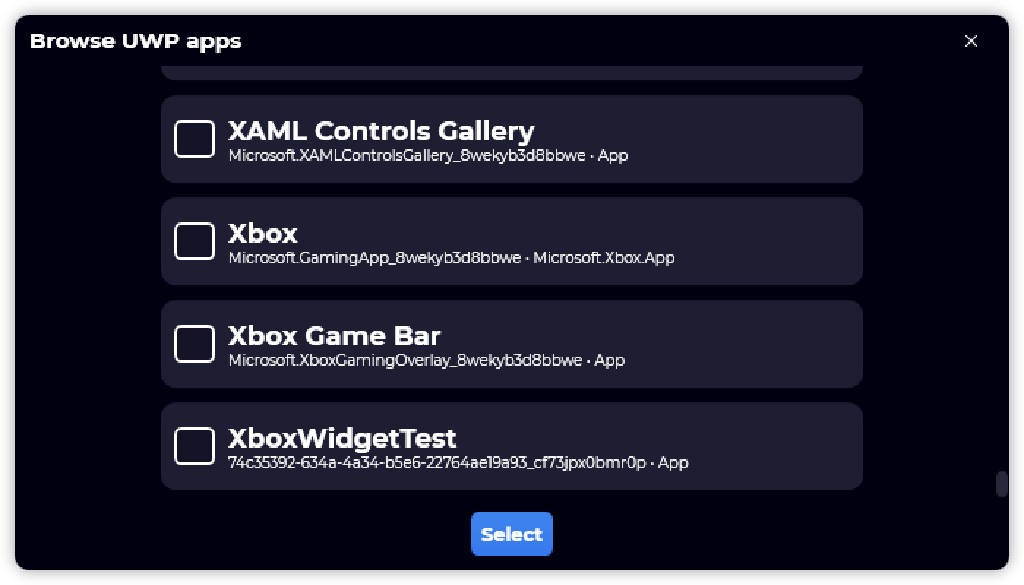 Browse UWP apps
XAML Controls Gallery
Microsoft.XAMLControlsGallery_8wekyb3d8bbwe • App
Xbox
Microsoft.GamingApp_8wekyb3d8bbwe • Microsoft.Xbox.App
Xbox Game Bar
Microsoft.XboxGamingOverlay_8wekyb3d8bbwe • App
XboxWidgetTest
74c35392-634a-4a34-b5e6-22764ae19a93_cf73jpx0bmr0p • App
Select